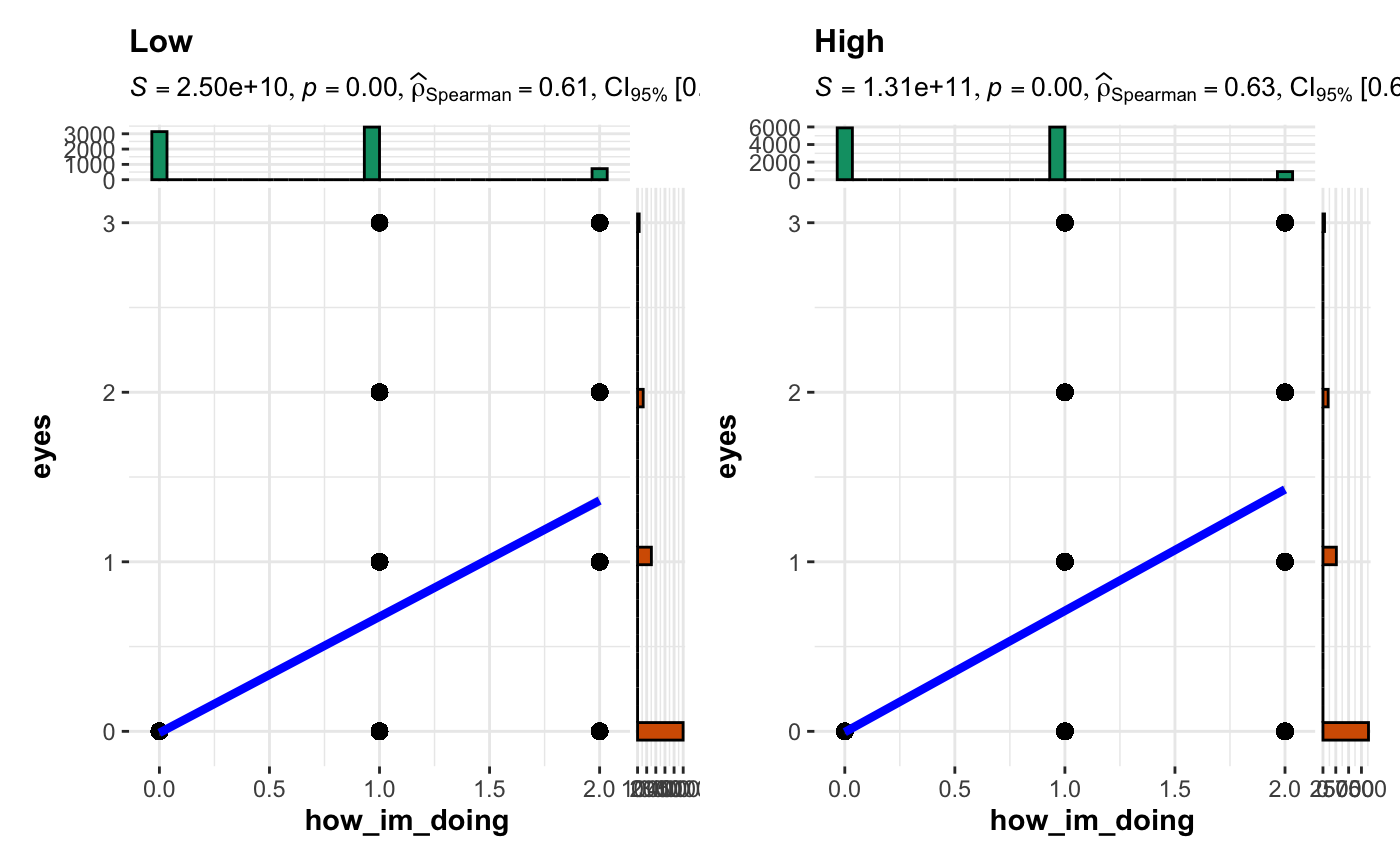 Low
S = 2.50e+10, p = 0.00, ρ̂Spearman = 0.61, CI95% [0.
3000
2000
1000
0
3
2
1
0
eyes
0.0 0.5 1.0 1.5 2.0
how_im_doing
High
S = 1.31e+11, p = 0.00, ρ̂Spearman = 0.63, CI95% [0.6
6000
4000
2000
0
3
2
1
0
eyes
0.0 0.5 1.0 1.5 2.0
how_im_doing